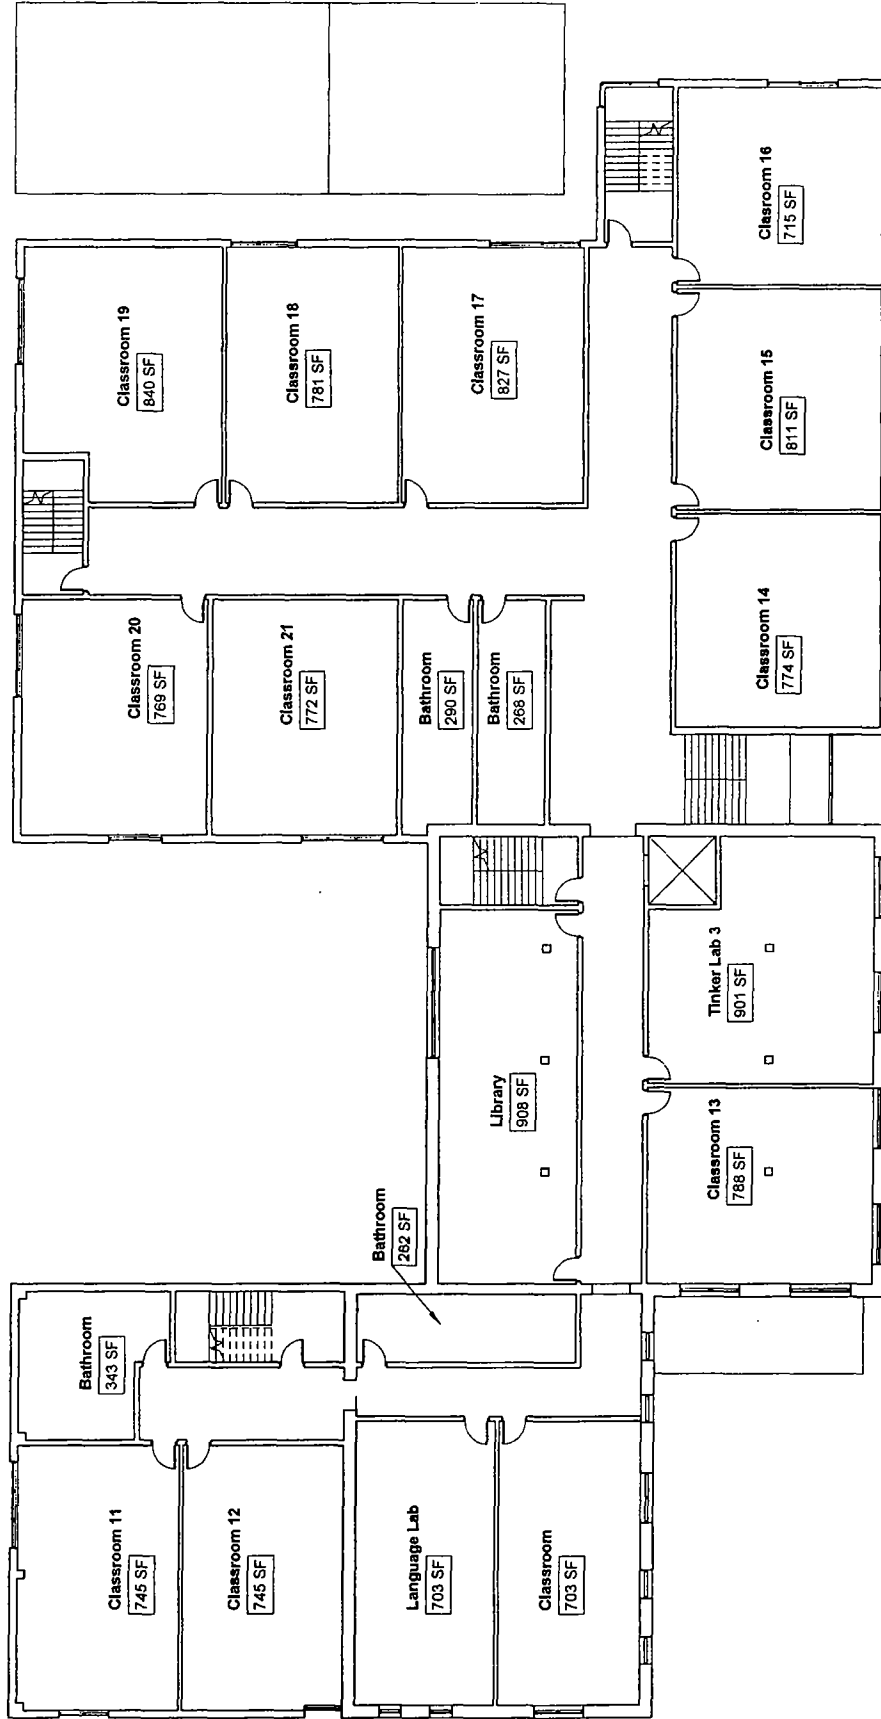 Classroom 19
840 SF
Classroom 18
781 SF
Classroom 17
827 SF
Clasroom 16
715 SF
Classroom 15
811 SF
Classroom 14
774 SF
Classroom 20
769 SF
Classroom 21
772 SF
Bathroom
290 SF
Bathroom
268 SF
Library
908 SF
Tinker Lab 3
901 SF
Classroom 13
788 SF
Bathroom
262 SF
Bathroom
343 SF
Classroom 11
745 SF
Classroom 12
745 SF
Language Lab
703 SF
Classroom
703 SF